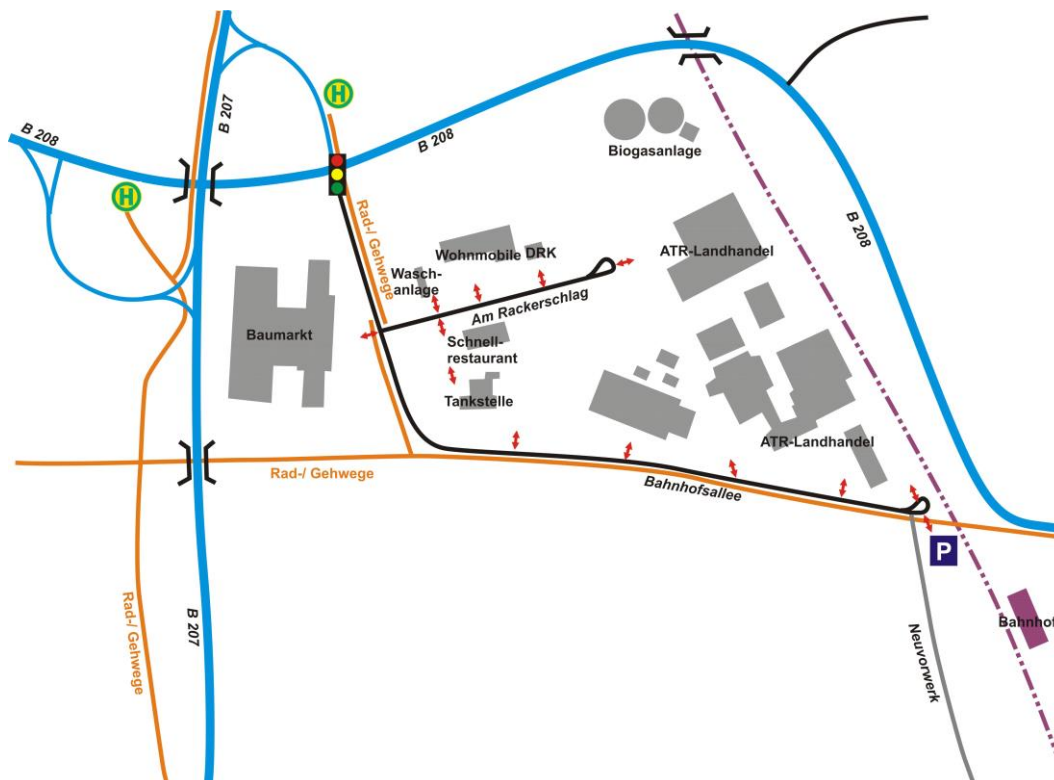 B 207
H
B 208
B 208
H
Biogasanlage
Rad-/ Gehwege
B 208
Wohnmobile DRK
ATR-Landhandel
Wasch-
anlage
Am Rackerschlag
Baumarkt
Schnell-
restaurant
Tankstelle
ATR-Landhandel
Rad-/ Gehwege
Bahnhofsallee
P
Rad-/ Gehwege
B 207
Bahnhof
Neuvorwerk